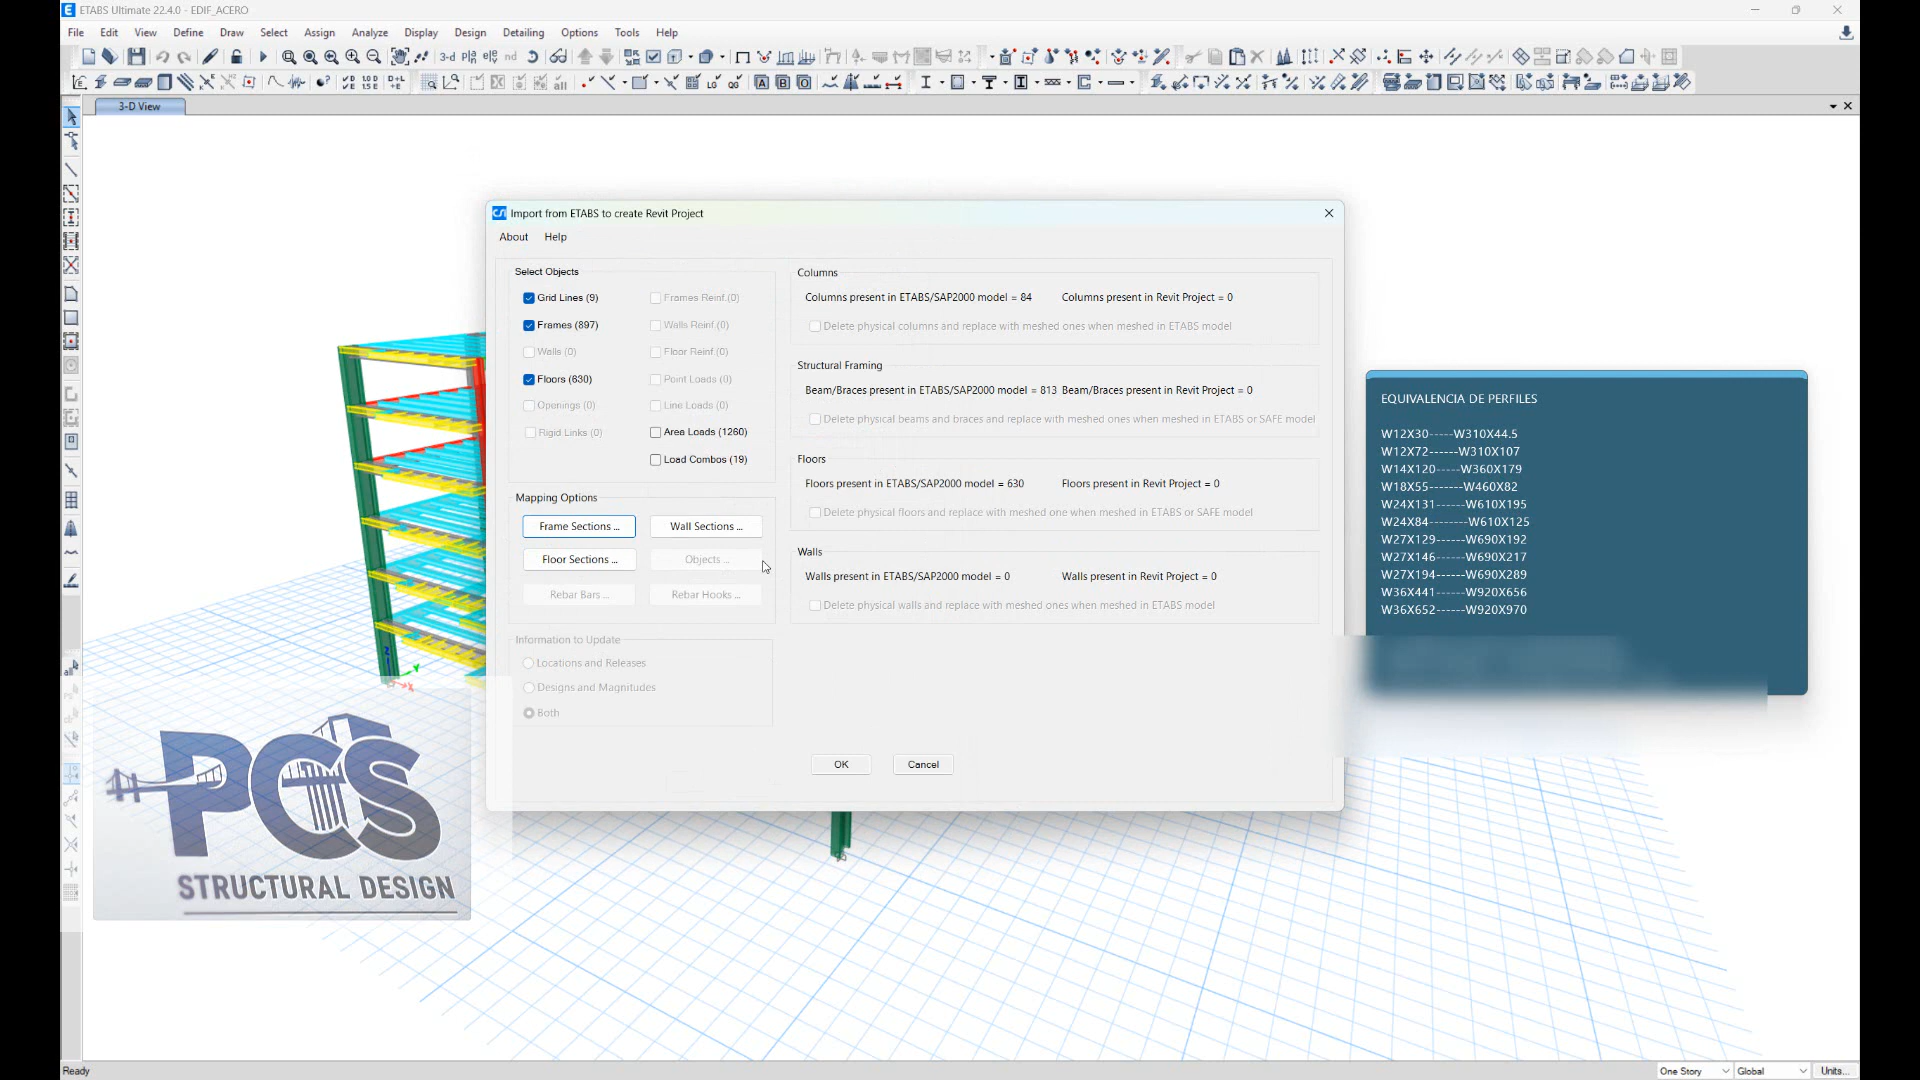 ETABS Ultimate 22.4.0 - EDIF_ACERO
File Edit View Define Draw Select Assign Analyze Display Design Detailing Options Tools Help
3-d
nd
3-D View
Import from ETABS to create Revit Project
About Help
Select Objects
Grid Lines (9)
Frames Reinf.(0)
Frames (897)
Walls Reinf.(0)
Walls (0)
Floor Reinf.(0)
Floors (630)
Point Loads (0)
Openings (0)
Line Loads (0)
Rigid Links (0)
Area Loads (1260)
Load Combos (19)
Mapping Options
Frame Sections ...
Wall Sections ...
Floor Sections ...
Objects ...
Rebar Bars ...
Rebar Hooks ...
Information to Update
Locations and Releases
Designs and Magnitudes
Both
Columns
Columns present in ETABS/SAP2000 model = 84 Columns present in Revit Project = 0
Delete physical columns and replace with meshed ones when meshed in ETABS model
Structural Framing
Beam/Braces present in ETABS/SAP2000 model = 813 Beam/Braces present in Revit Project = 0
Delete physical beams and braces and replace with meshed ones when meshed in ETABS or SAFE model
Floors
Floors present in ETABS/SAP2000 model = 630 Floors present in Revit Project = 0
Delete physical floors and replace with meshed one when meshed in ETABS or SAFE model
Walls
Walls present in ETABS/SAP2000 model = 0 Walls present in Revit Project = 0
Delete physical walls and replace with meshed ones when meshed in ETABS model
OK Cancel
EQUIVALENCIA DE PERFILES
W12X30-----W310X44.5
W12X72------W310X107
W14X120-----W360X179
W18X55-------W460X82
W24X131-----W610X195
W24X84--------W610X125
W27X129------W690X192
W27X146------W690X217
W27X194------W690X289
W36X441------W920X656
W36X652------W920X970
Z
Y
X
PCS
STRUCTURAL DESIGN
Ready
One Story Global Units...